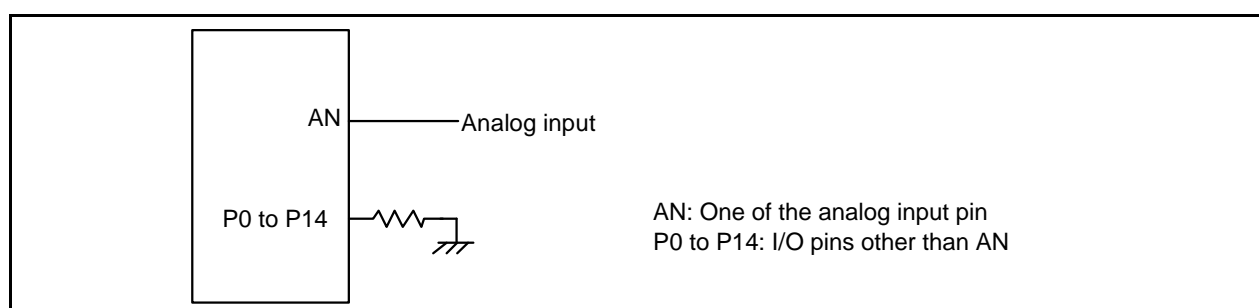 AN
Analog input
P0 to P14
AN: One of the analog input pin
P0 to P14: I/O pins other than AN